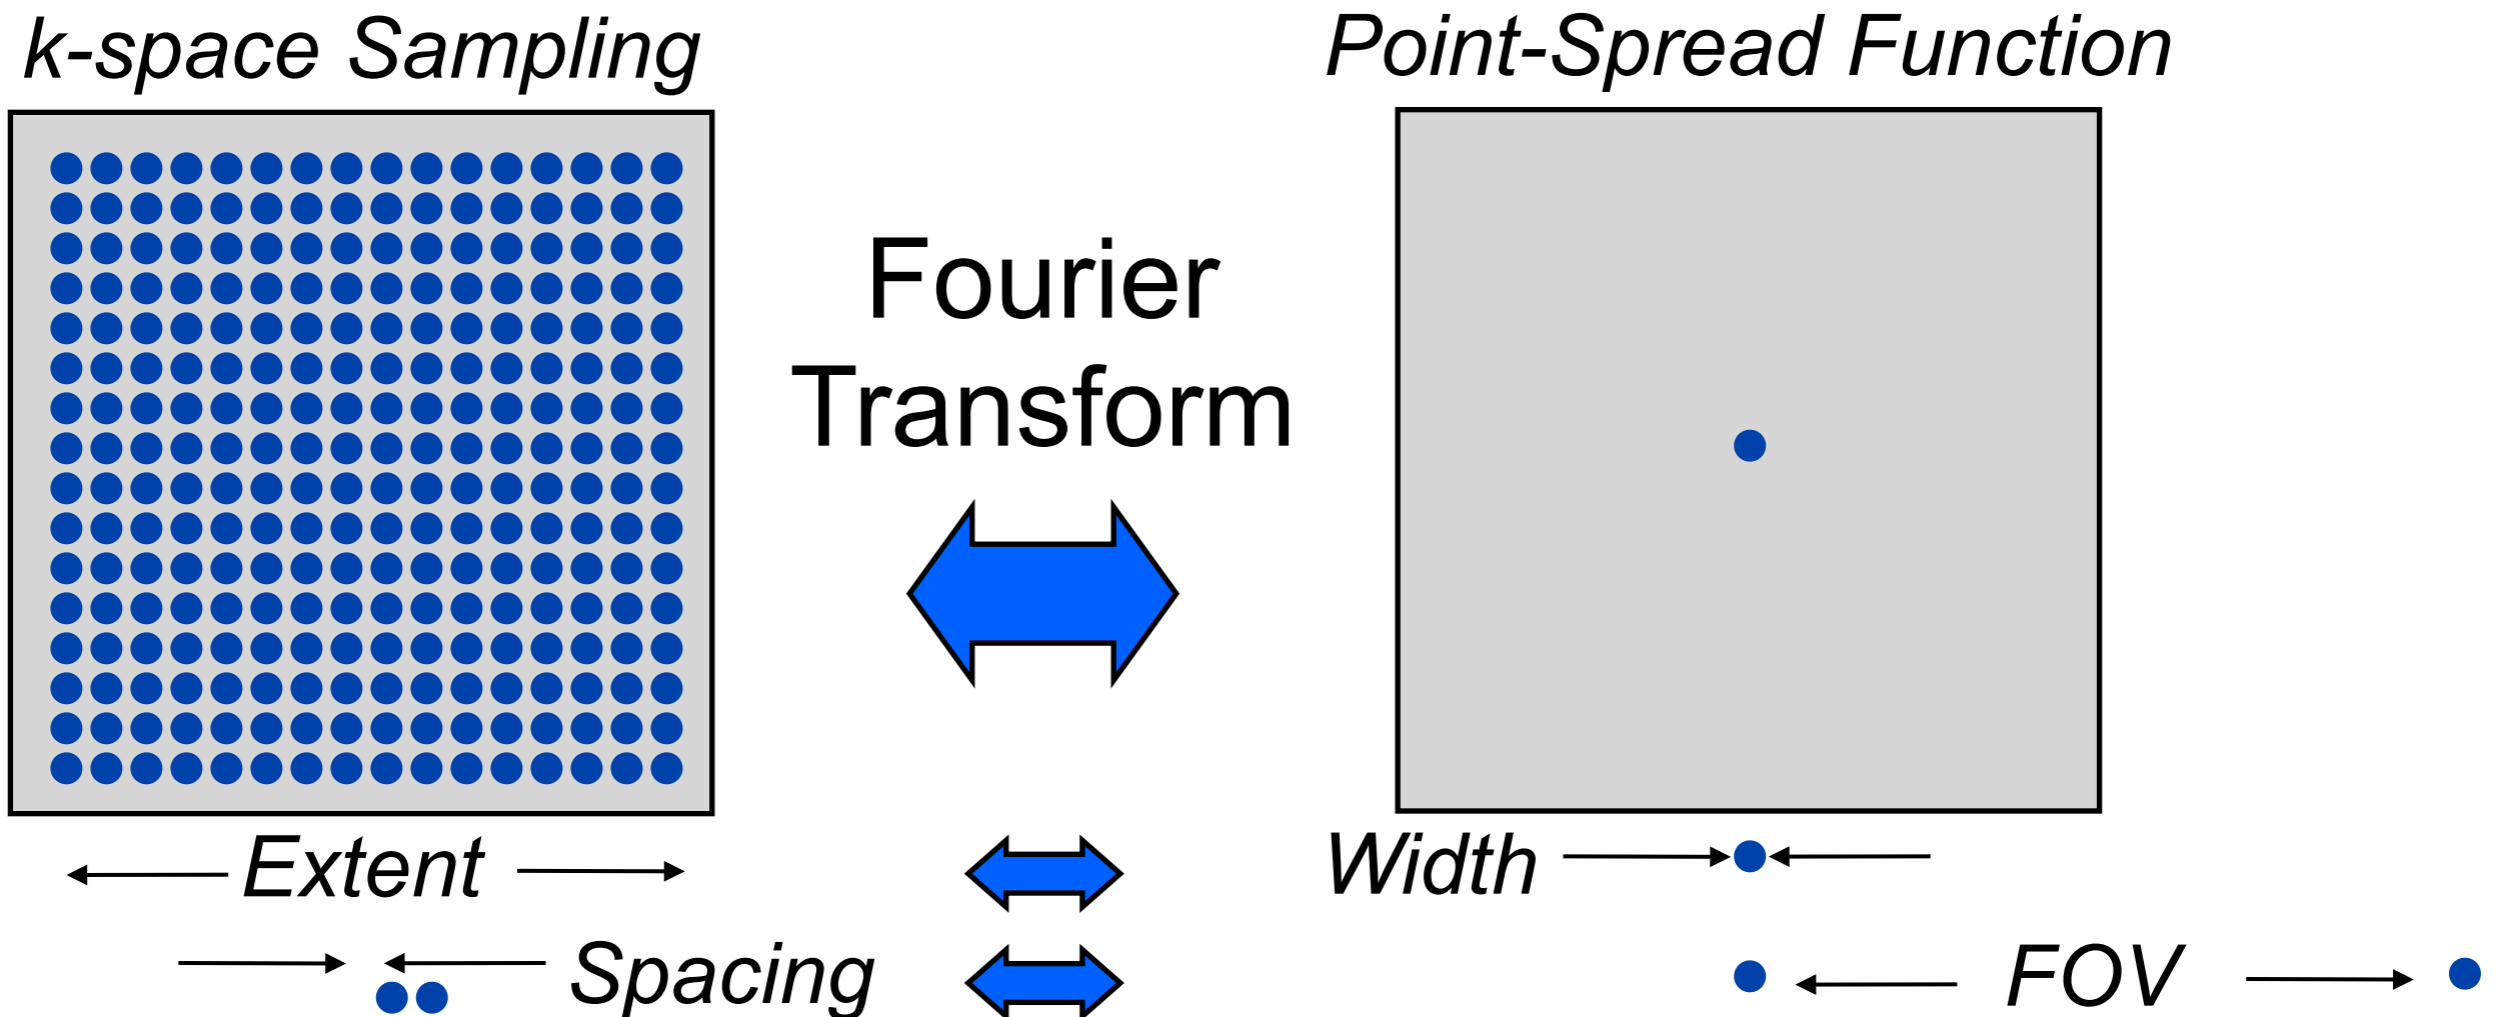 k-space Sampling
Point-Spread Function
Fourier
Transform
Extent
Width
Spacing
FOV